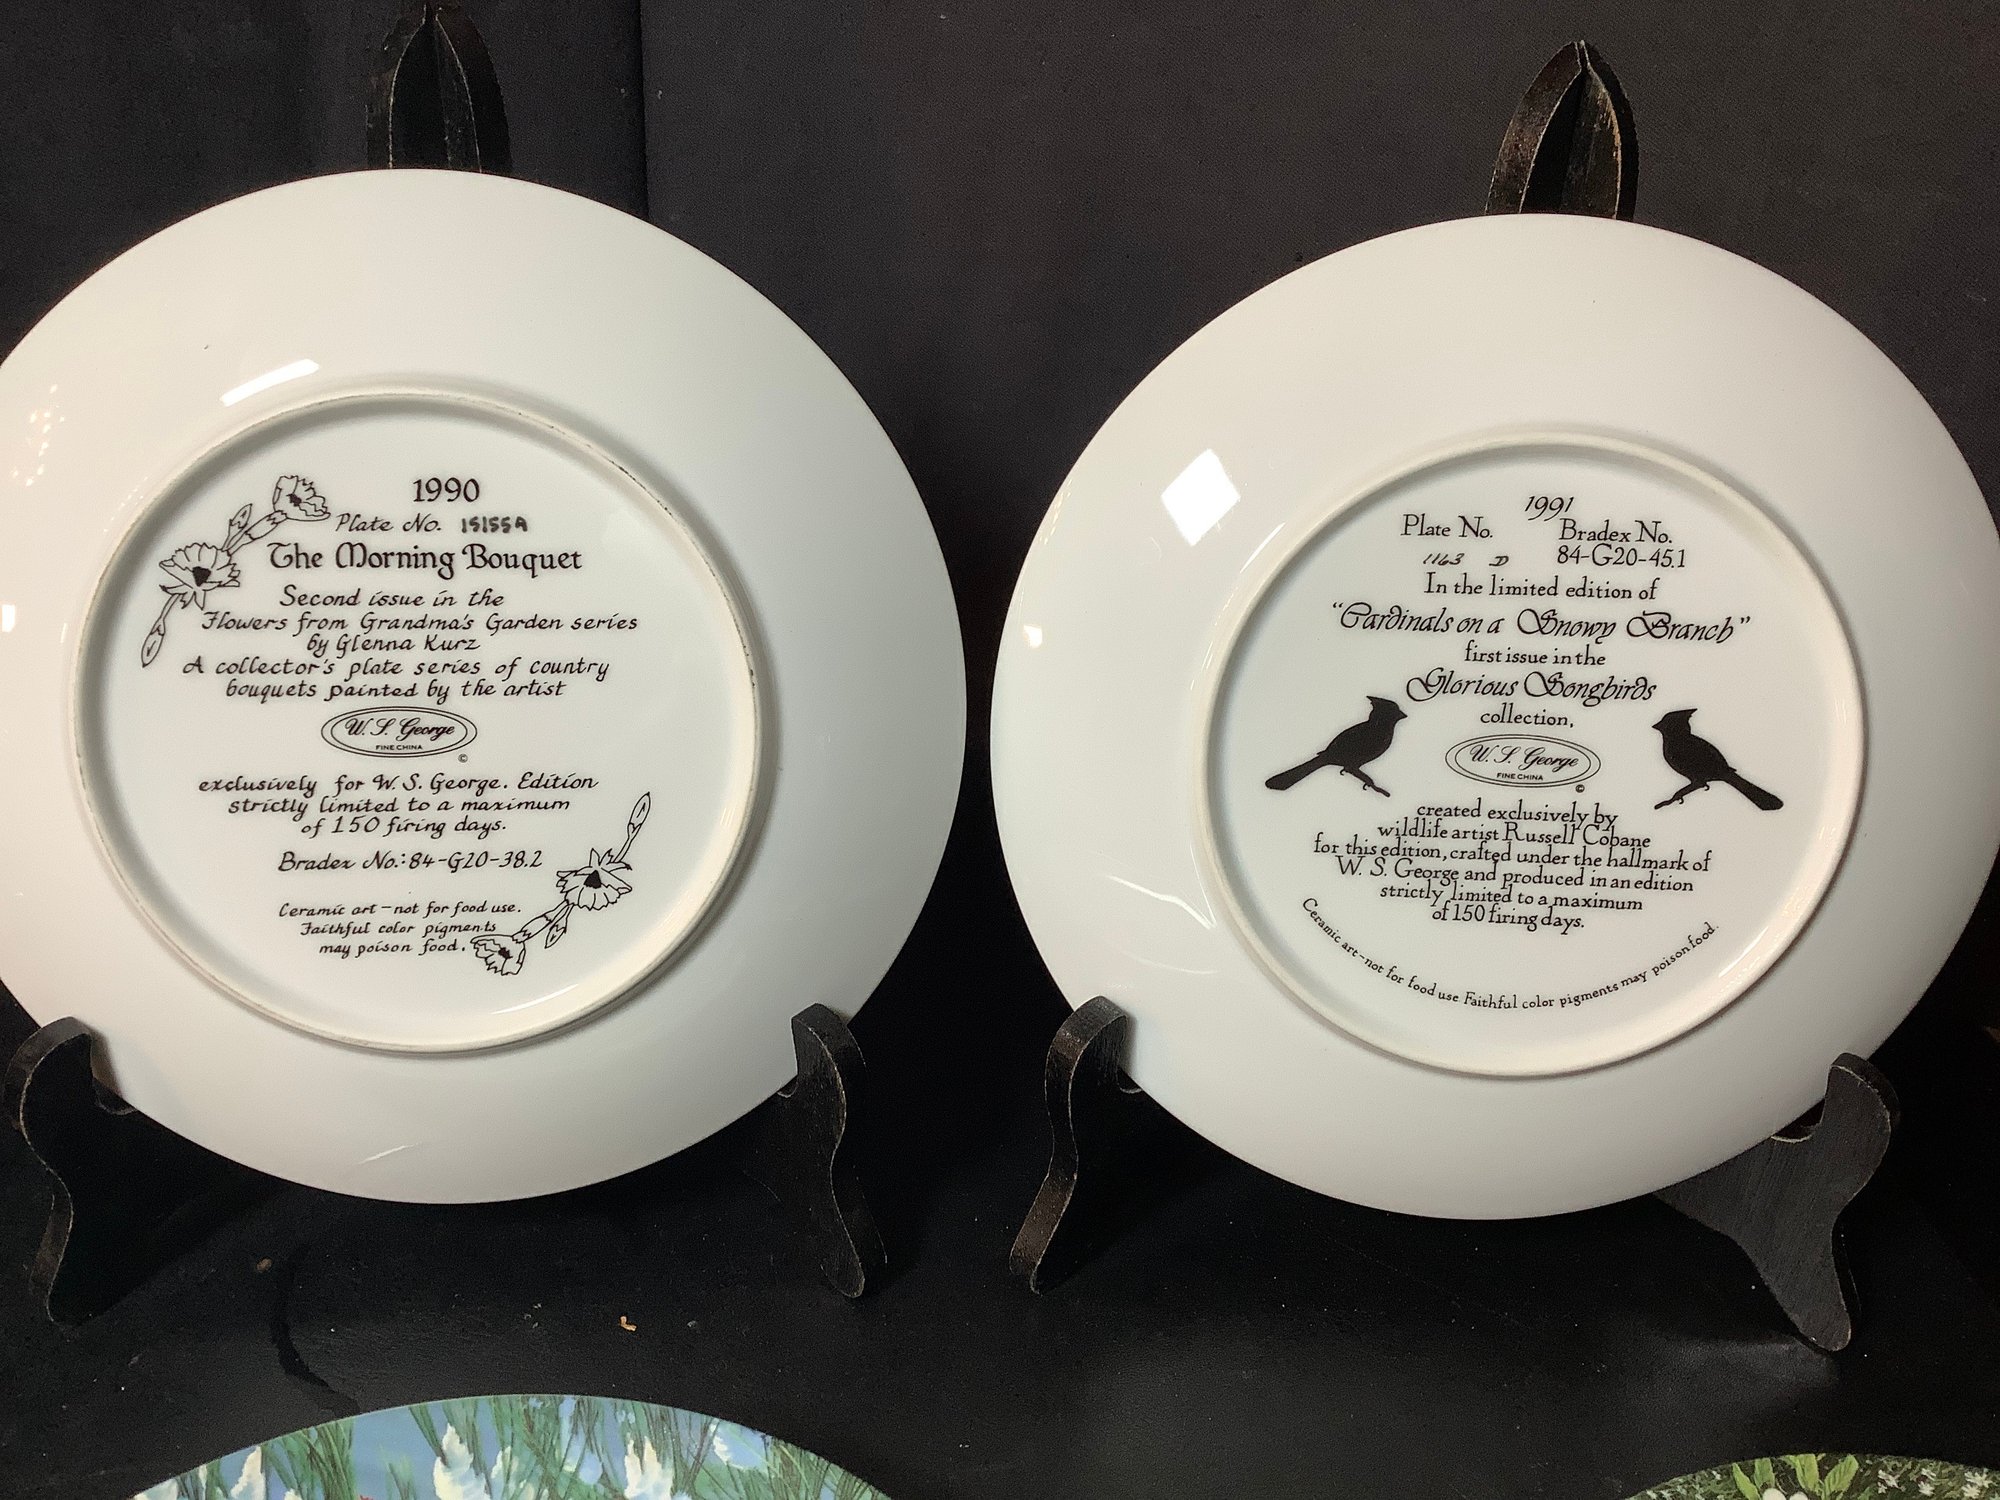 1990
Plate No. 15155A
The Morning Bouquet
Second issue in the
Flowers from Grandma's Garden series
by Glenna Kurz
A collector's plate series of country
bouquets painted by the artist
W. S. George
FINE CHINA
©
exclusively for W. S. George. Edition
strictly limited to a maximum
of 150 firing days.
Bradex No.: 84-G20-38.2
Ceramic art-not for food use.
Faithful color pigments
may poison food.
1991
Plate No. Bradex No.
1163 D 84-G20-45.1
In the limited edition of
"Cardinals on a Snowy Branch"
first issue in the
Glorious Songbirds
collection,
W. S. George
FINE CHINA
©
created exclusively by
wildlife artist Russell Cobane
for this edition, crafted under the hallmark of
W. S. George and produced in an edition
strictly limited to a maximum
of 150 firing days.
Ceramic art-not for food use Faithful color pigments may poison food.